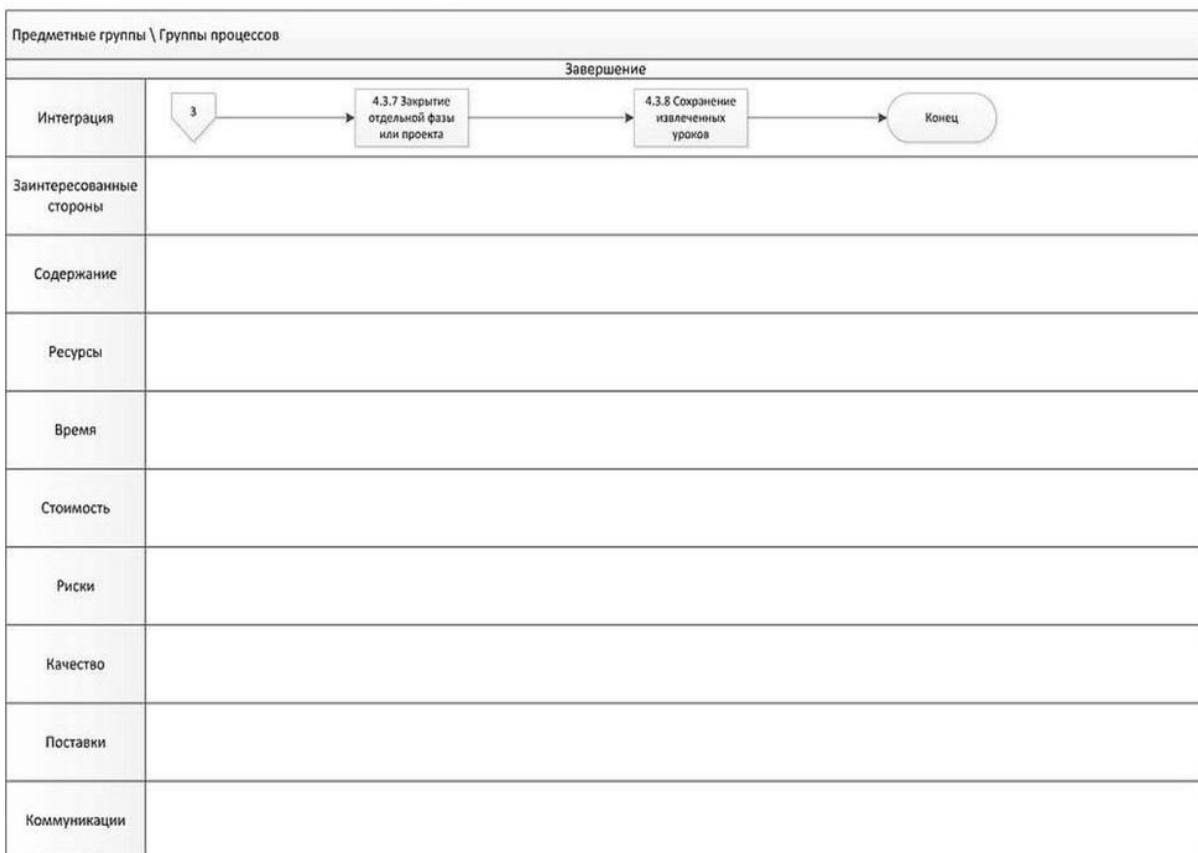 Предметные группы \ Группы процессов
Завершение
Интеграция
3
4.3.7 Закрытие
отдельной фазы
или проекта
4.3.8 Сохранение
извлеченных
уроков
Конец
Заинтересованные
стороны
Содержание
Ресурсы
Время
Стоимость
Риски
Качество
Поставки
Коммуникации